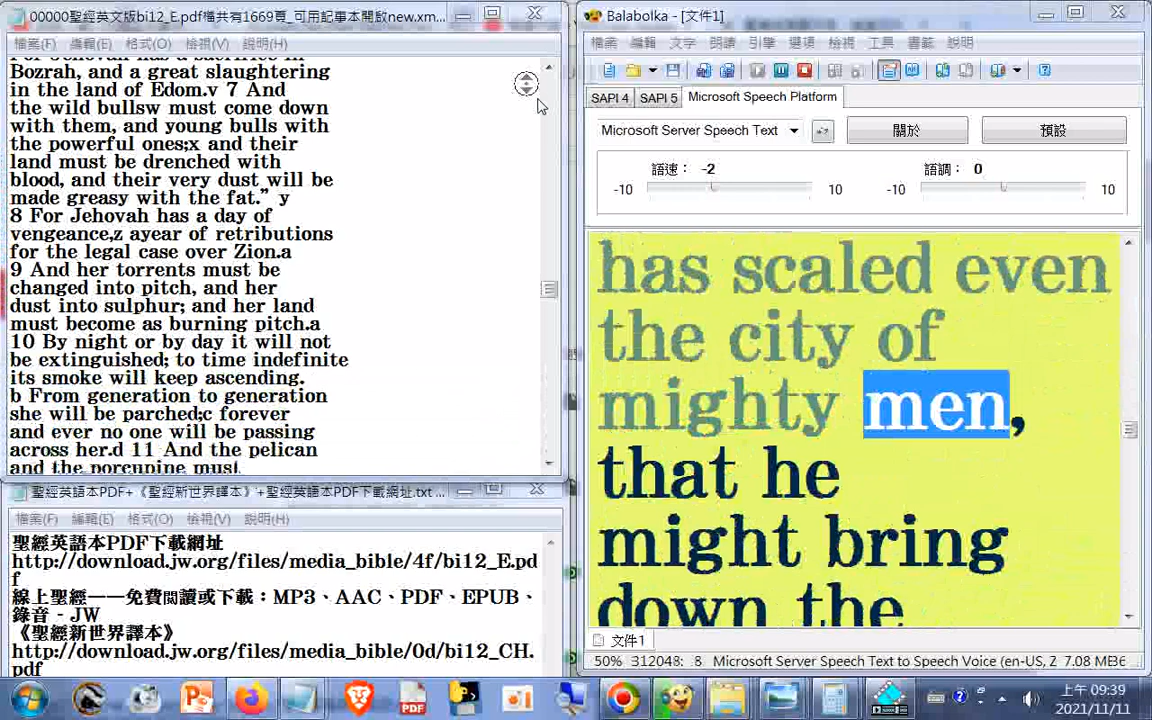 00000聖經英文版bi12_E.pdf檔共有1669頁_可用記事本開啟new.xm...
檔案(F) 編輯(E) 格式(O) 檢視(V) 說明(H)
For Jehovah has a sacrifice in
Bozrah, and a great slaughtering
in the land of Edom.v 7 And
the wild bullsw must come down
with them, and young bulls with
the powerful ones;x and their
land must be drenched with
blood, and their very dust will be
made greasy with the fat.” y
8 For Jehovah has a day of
vengeance,z ayear of retributions
for the legal case over Zion.a
9 And her torrents must be
changed into pitch, and her
dust into sulphur; and her land
must become as burning pitch.a
10 By night or by day it will not
be extinguished; to time indefinite
its smoke will keep ascending.
b From generation to generation
she will be parched;c forever
and ever no one will be passing
across her.d 11 And the pelican
and the porcupine must
聖經英語本PDF+《聖經新世界譯本》+聖經英語本PDF下載網址.txt ...
檔案(F) 編輯(E) 格式(O) 檢視(V) 說明(H)
聖經英語本PDF下載網址
http://download.jw.org/files/media_bible/4f/bi12_E.pd
f
線上聖經——免費閱讀或下載：MP3、AAC、PDF、EPUB、
錄音 - JW
《聖經新世界譯本》
http://download.jw.org/files/media_bible/0d/bi12_CH.
pdf
Balabolka - [文件1]
檔案 編輯 文字 朗讀 引擎 選項 檢視 工具 書籤 說明
SAPI 4 SAPI 5 Microsoft Speech Platform
Microsoft Server Speech Text 關於 預設
語速： -2 語調： 0
-10 10 -10 10
has scaled even
the city of
mighty men,
that he
might bring
down the
文件1
50% 312048: 8 Microsoft Server Speech Text to Speech Voice (en-US, Z 7.08 MB
上午 09:39
2021/11/11